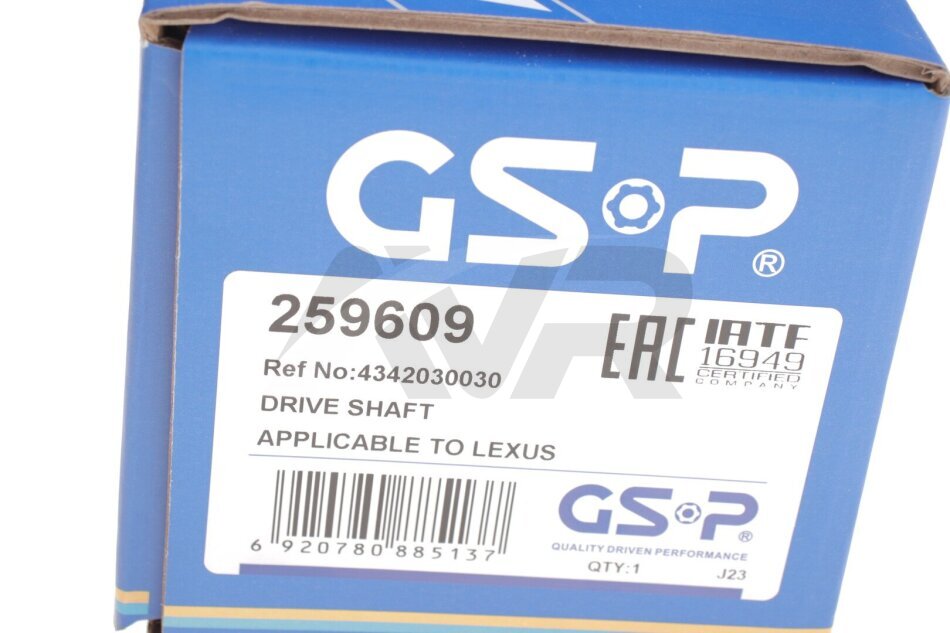 GSP®
259609
Ref No:4342030030
DRIVE SHAFT
APPLICABLE TO LEXUS
EAC
IATF
16949
CERTIFIED
COMPANY
6 920780 885137
GSP®
QUALITY DRIVEN PERFORMANCE
QTY:1
J23